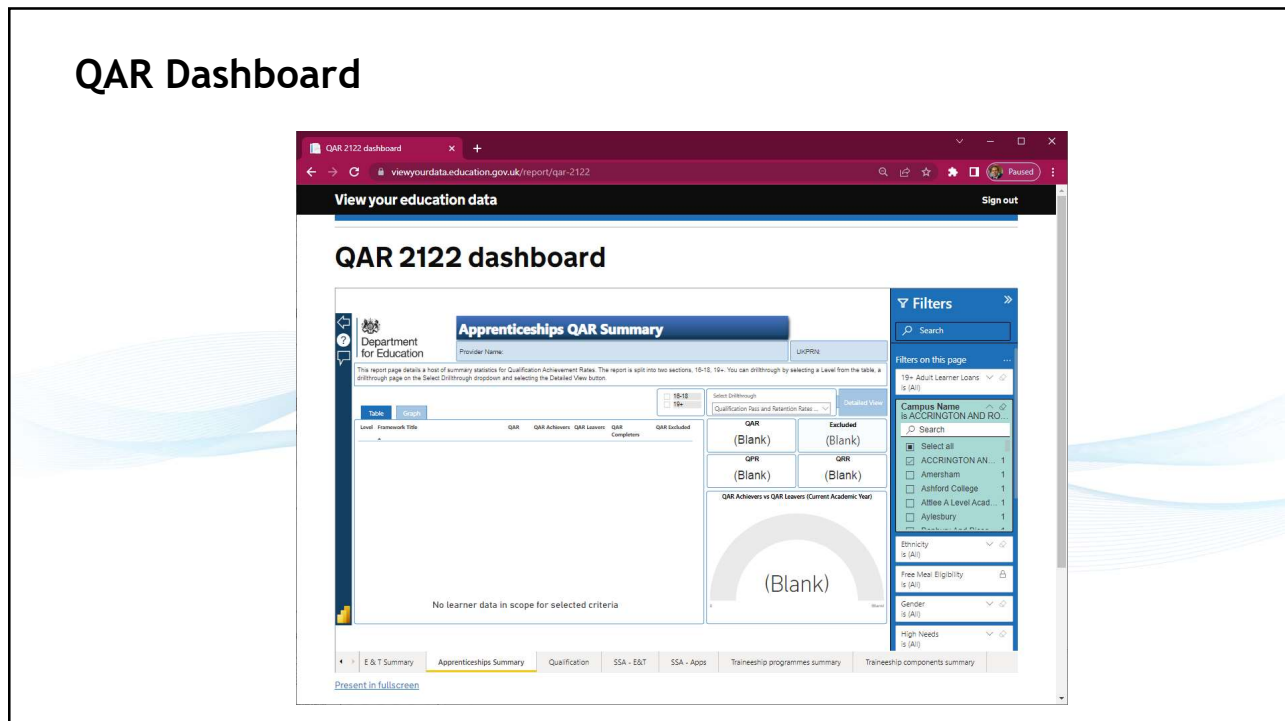 QAR Dashboard
QAR 2122 dashboard
viewyourdata.education.gov.uk/report/qar-2122
Paused
View your education data
Sign out
QAR 2122 dashboard
Department
for Education
Apprenticeships QAR Summary
Provider Name:
UKPRN:
This report page details a host of summary statistics for Qualification Achievement Rates. The report is split into two sections, 16-18, 19+. You can drillthrough by selecting a Level from the table, a
drillthrough page on the Select Drillthrough dropdown and selecting the Detailed View button.
16-18
19+
Select Drillthrough
Qualification Pass and Retention Rates ...
Detailed View
Table
Graph
Level Framework Title QAR QAR Achievers QAR Leavers QAR Completers QAR Excluded
QAR
(Blank)
Excluded
(Blank)
QPR
(Blank)
QRR
(Blank)
QAR Achievers vs QAR Leavers (Current Academic Year)
(Blank)
No learner data in scope for selected criteria
Filters
Search
Filters on this page
19+ Adult Learner Loans
is (All)
Campus Name
is ACCRINGTON AND RO...
Search
Select all
ACCRINGTON AN... 1
Amersham 1
Ashford College 1
Attlee A Level Acad... 1
Aylesbury 1
Ethnicity
is (All)
Free Meal Eligibility
is (All)
Gender
is (All)
High Needs
is (All)
E & T Summary
Apprenticeships Summary
Qualification
SSA - E&T
SSA - Apps
Traineeship programmes summary
Traineeship components summary
Present in fullscreen